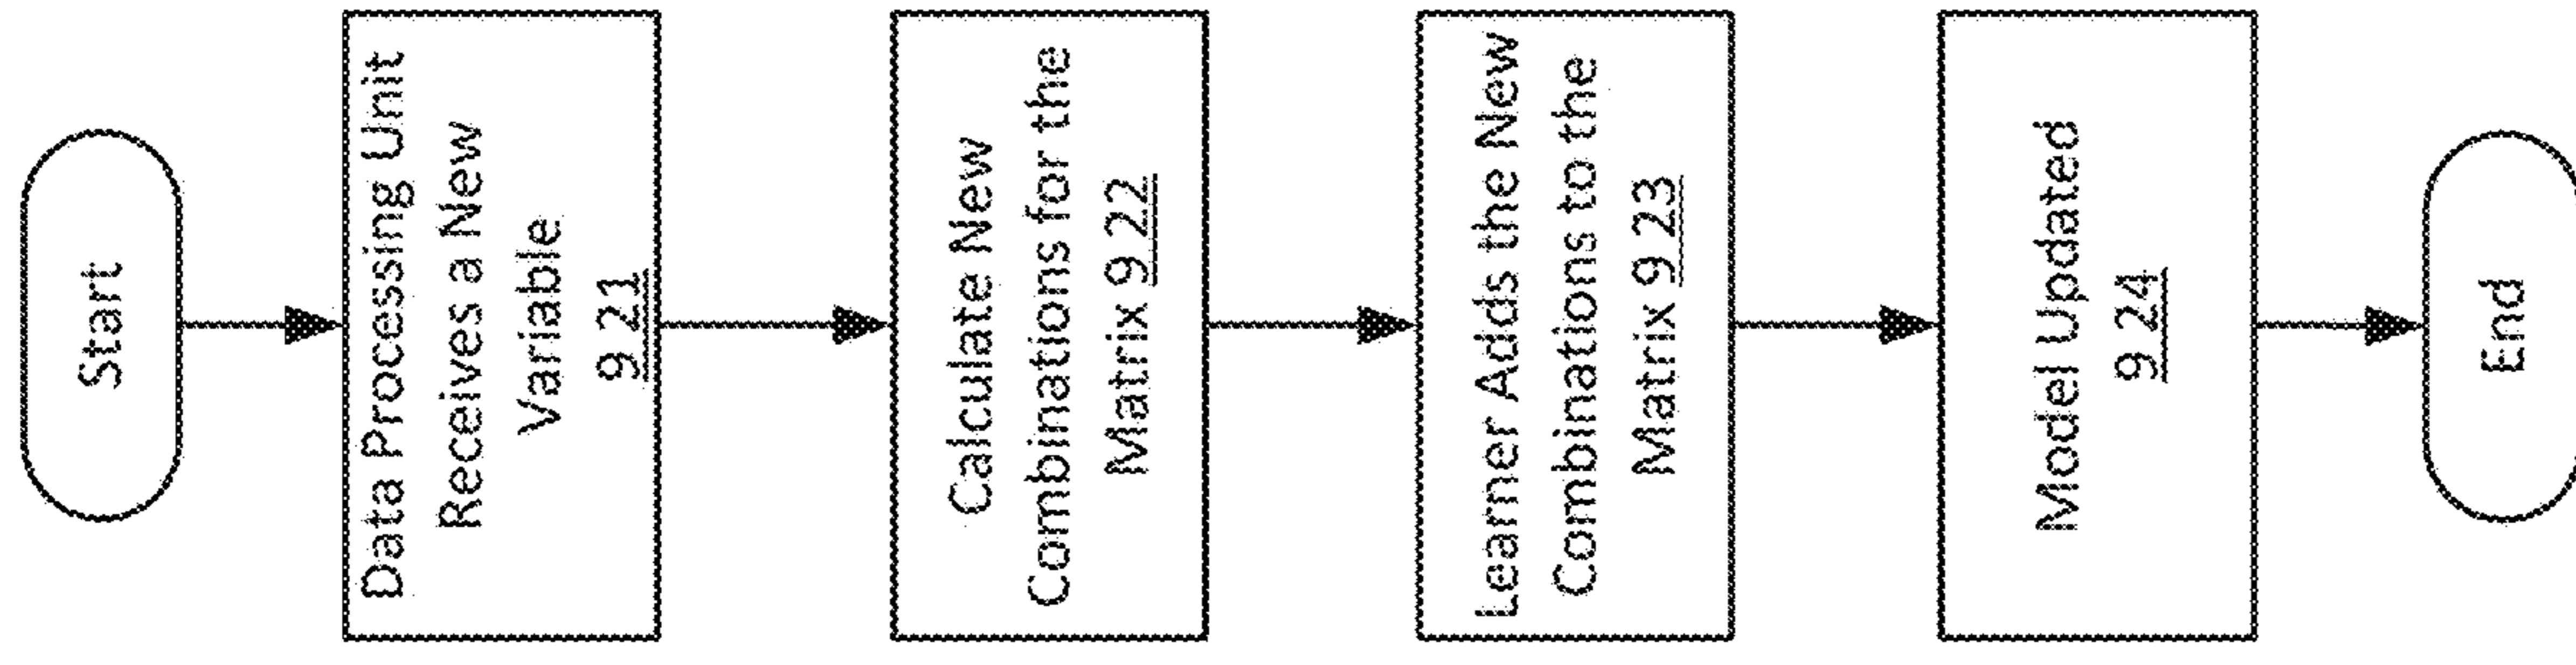 Start
Data Processing Unit
Receives a New
Variable
9 21
Calculate New
Combinations for the
Matrix 9 22
Learner Adds the New
Combinations to the
Matrix 9 23
Model Updated
9 24
End